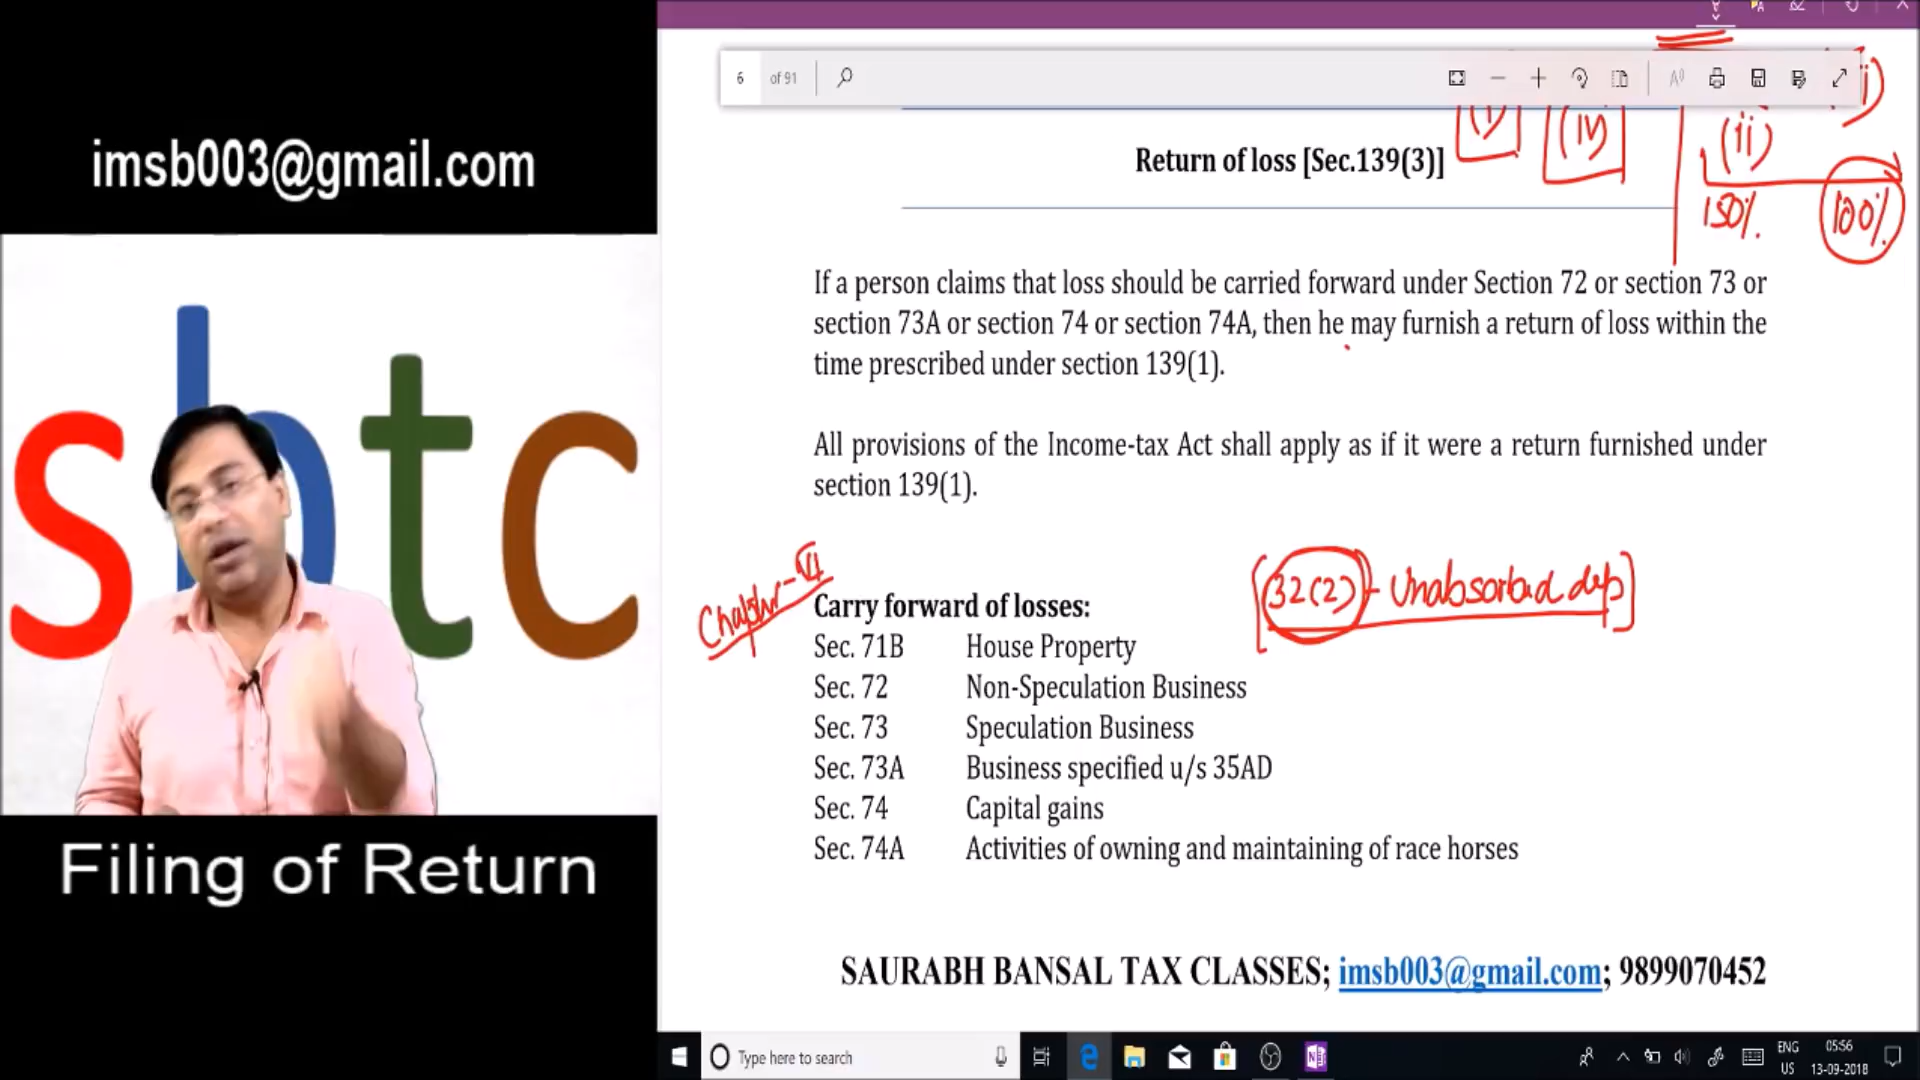 imsb003@gmail.com
sbtc
Filing of Return
6 of 91
(i) (iv) (ii)
150% 100%
Return of loss [Sec.139(3)]
If a person claims that loss should be carried forward under Section 72 or section 73 or
section 73A or section 74 or section 74A, then he may furnish a return of loss within the
time prescribed under section 139(1).
All provisions of the Income-tax Act shall apply as if it were a return furnished under
section 139(1).
Chapter-VI
[32(2) - Unabsorbed dep]
Carry forward of losses:
Sec. 71B House Property
Sec. 72 Non-Speculation Business
Sec. 73 Speculation Business
Sec. 73A Business specified u/s 35AD
Sec. 74 Capital gains
Sec. 74A Activities of owning and maintaining of race horses
SAURABH BANSAL TAX CLASSES; imsb003@gmail.com; 9899070452
Type here to search
ENG
US
05:56
13-09-2018